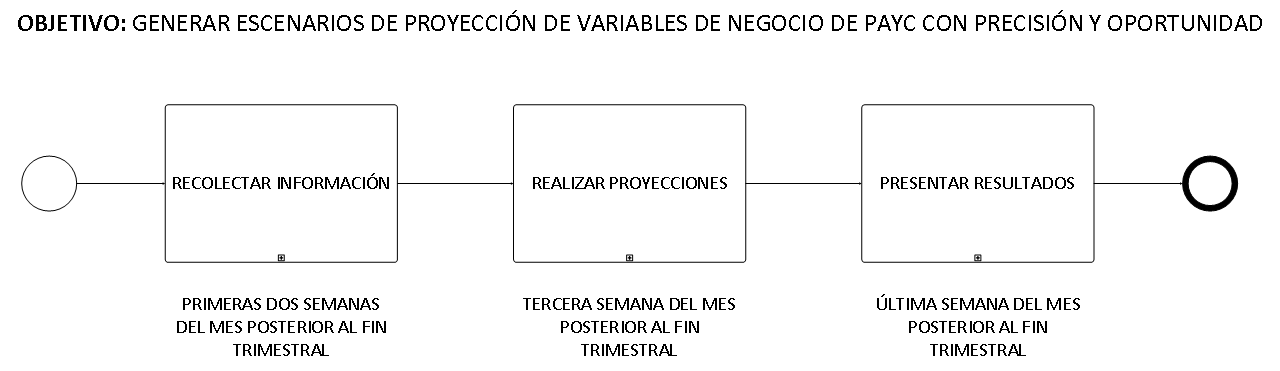 OBJETIVO: GENERAR ESCENARIOS DE PROYECCIÓN DE VARIABLES DE NEGOCIO DE PAYC CON PRECISIÓN Y OPORTUNIDAD
RECOLECTAR INFORMACIÓN
REALIZAR PROYECCIONES
PRESENTAR RESULTADOS
PRIMERAS DOS SEMANAS
DEL MES POSTERIOR AL FIN
TRIMESTRAL
TERCERA SEMANA DEL MES
POSTERIOR AL FIN
TRIMESTRAL
ÚLTIMA SEMANA DEL MES
POSTERIOR AL FIN
TRIMESTRAL